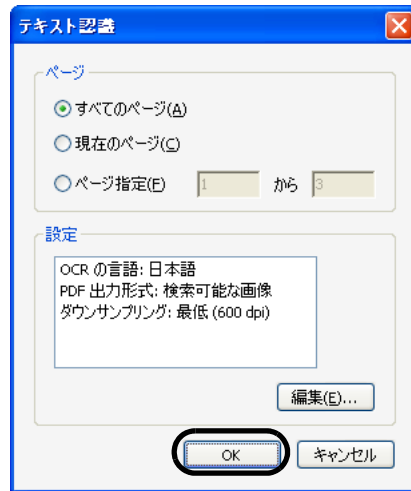 テキスト認識
ページ
すべてのページ(A)
現在のページ(C)
ページ指定(F) 1 から 3
設定
OCR の言語: 日本語
PDF 出力形式: 検索可能な画像
ダウンサンプリング: 最低 (600 dpi)
編集(E)...
OK キャンセル